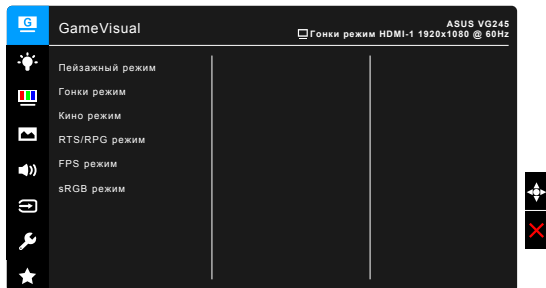 G
GameVisual
ASUS VG245
Гонки режим HDMI-1 1920x1080 @ 60Hz
Пейзажный режим
Гонки режим
Кино режим
RTS/RPG режим
FPS режим
sRGB режим